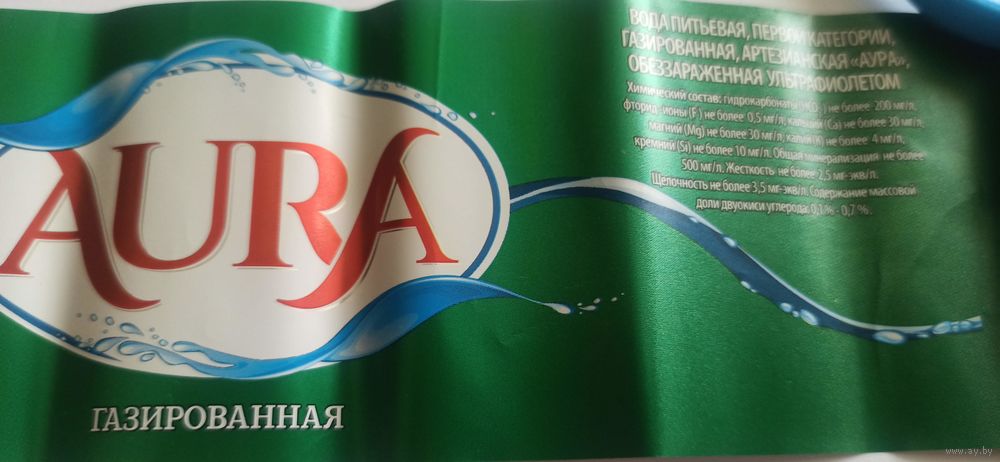 AURA
ГАЗИРОВАННАЯ
ВОДА ПИТЬЕВАЯ, ПЕРВОЙ КАТЕГОРИИ,
ГАЗИРОВАННАЯ, АРТЕЗИАНСКАЯ «АУРА»,
ОБЕЗЗАРАЖЕННАЯ УЛЬТРАФИОЛЕТОМ
Химический состав: гидрокарбонаты (HCO₃⁻) не более 200 мг/л,
фторид-ионы (F⁻) не более 0,5 мг/л, кальций (Ca) не более 30 мг/л,
магний (Mg) не более 30 мг/л, калий (K) не более 4 мг/л,
кремний (Si) не более 10 мг/л. Общая минерализация не более
500 мг/л. Жесткость не более 2,5 мг-экв/л.
Щелочность не более 3,5 мг-экв/л. Содержание массовой
доли двуокиси углерода: 0,1% - 0,7%.
www.ay.by